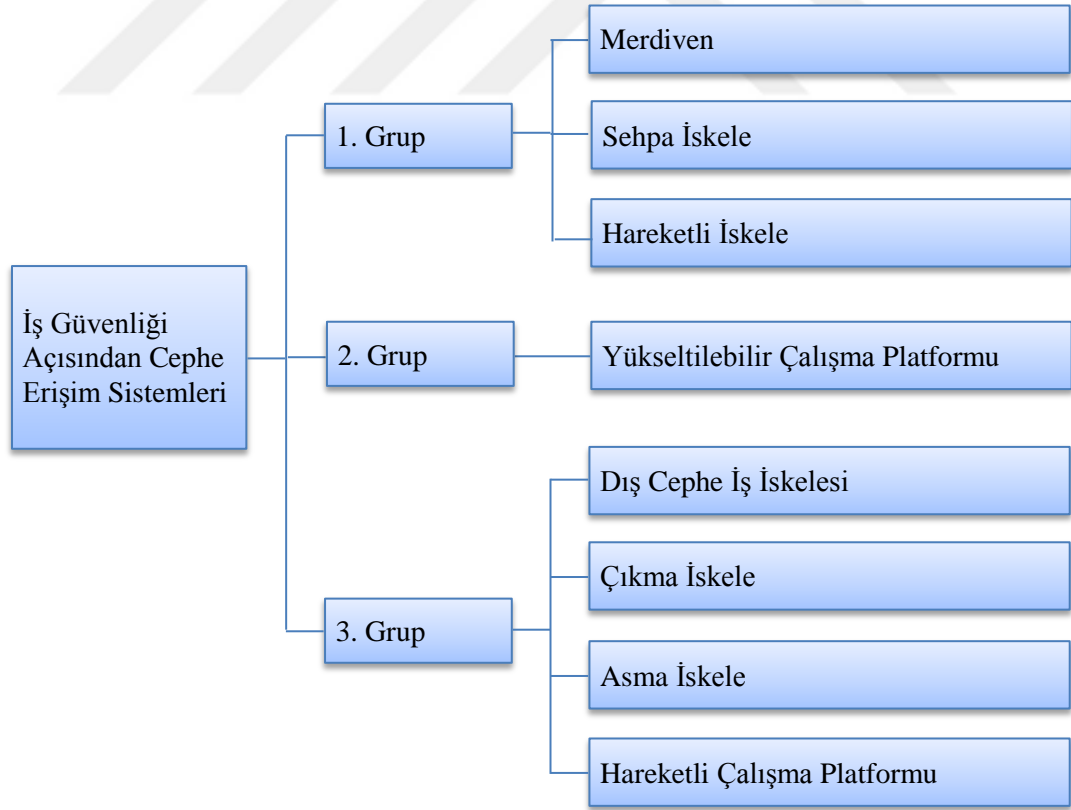 İş Güvenliği
Açısından Cephe
Erişim Sistemleri
1. Grup
Merdiven
Sehpa İskele
Hareketli İskele
2. Grup
Yükseltilebilir Çalışma Platformu
3. Grup
Dış Cephe İş İskelesi
Çıkma İskele
Asma İskele
Hareketli Çalışma Platformu